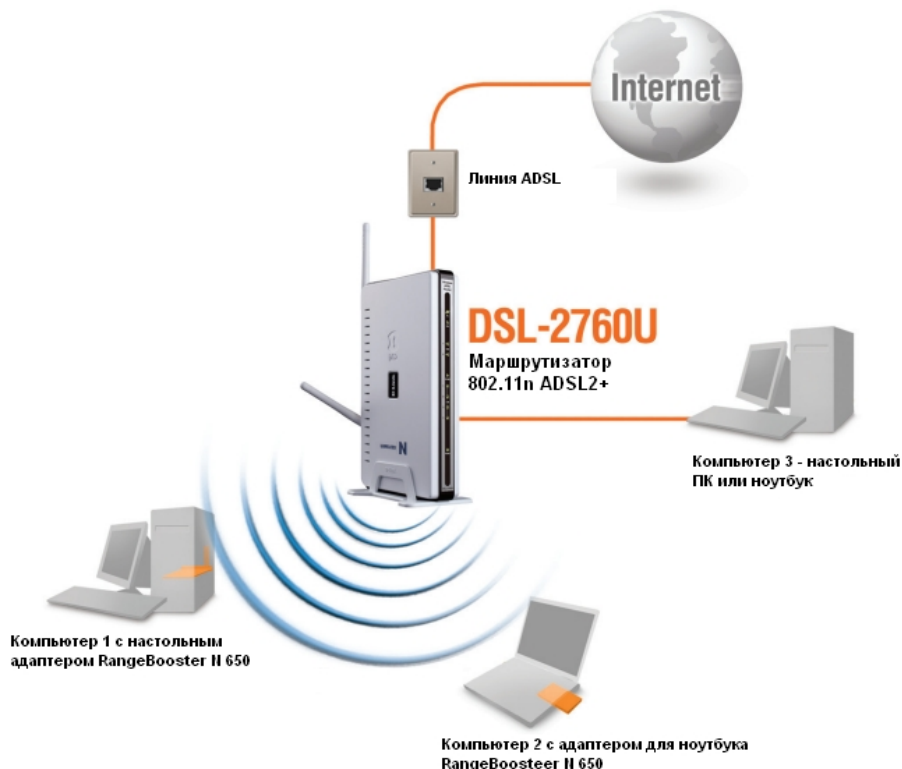 Internet
Линия ADSL
DSL-2760U
Маршрутизатор
802.11n ADSL2+
N
Компьютер 3 - настольный
ПК или ноутбук
Компьютер 1 с настольным
адаптером RangeBooster N 650
Компьютер 2 с адаптером для ноутбука
RangeBoosteer N 650